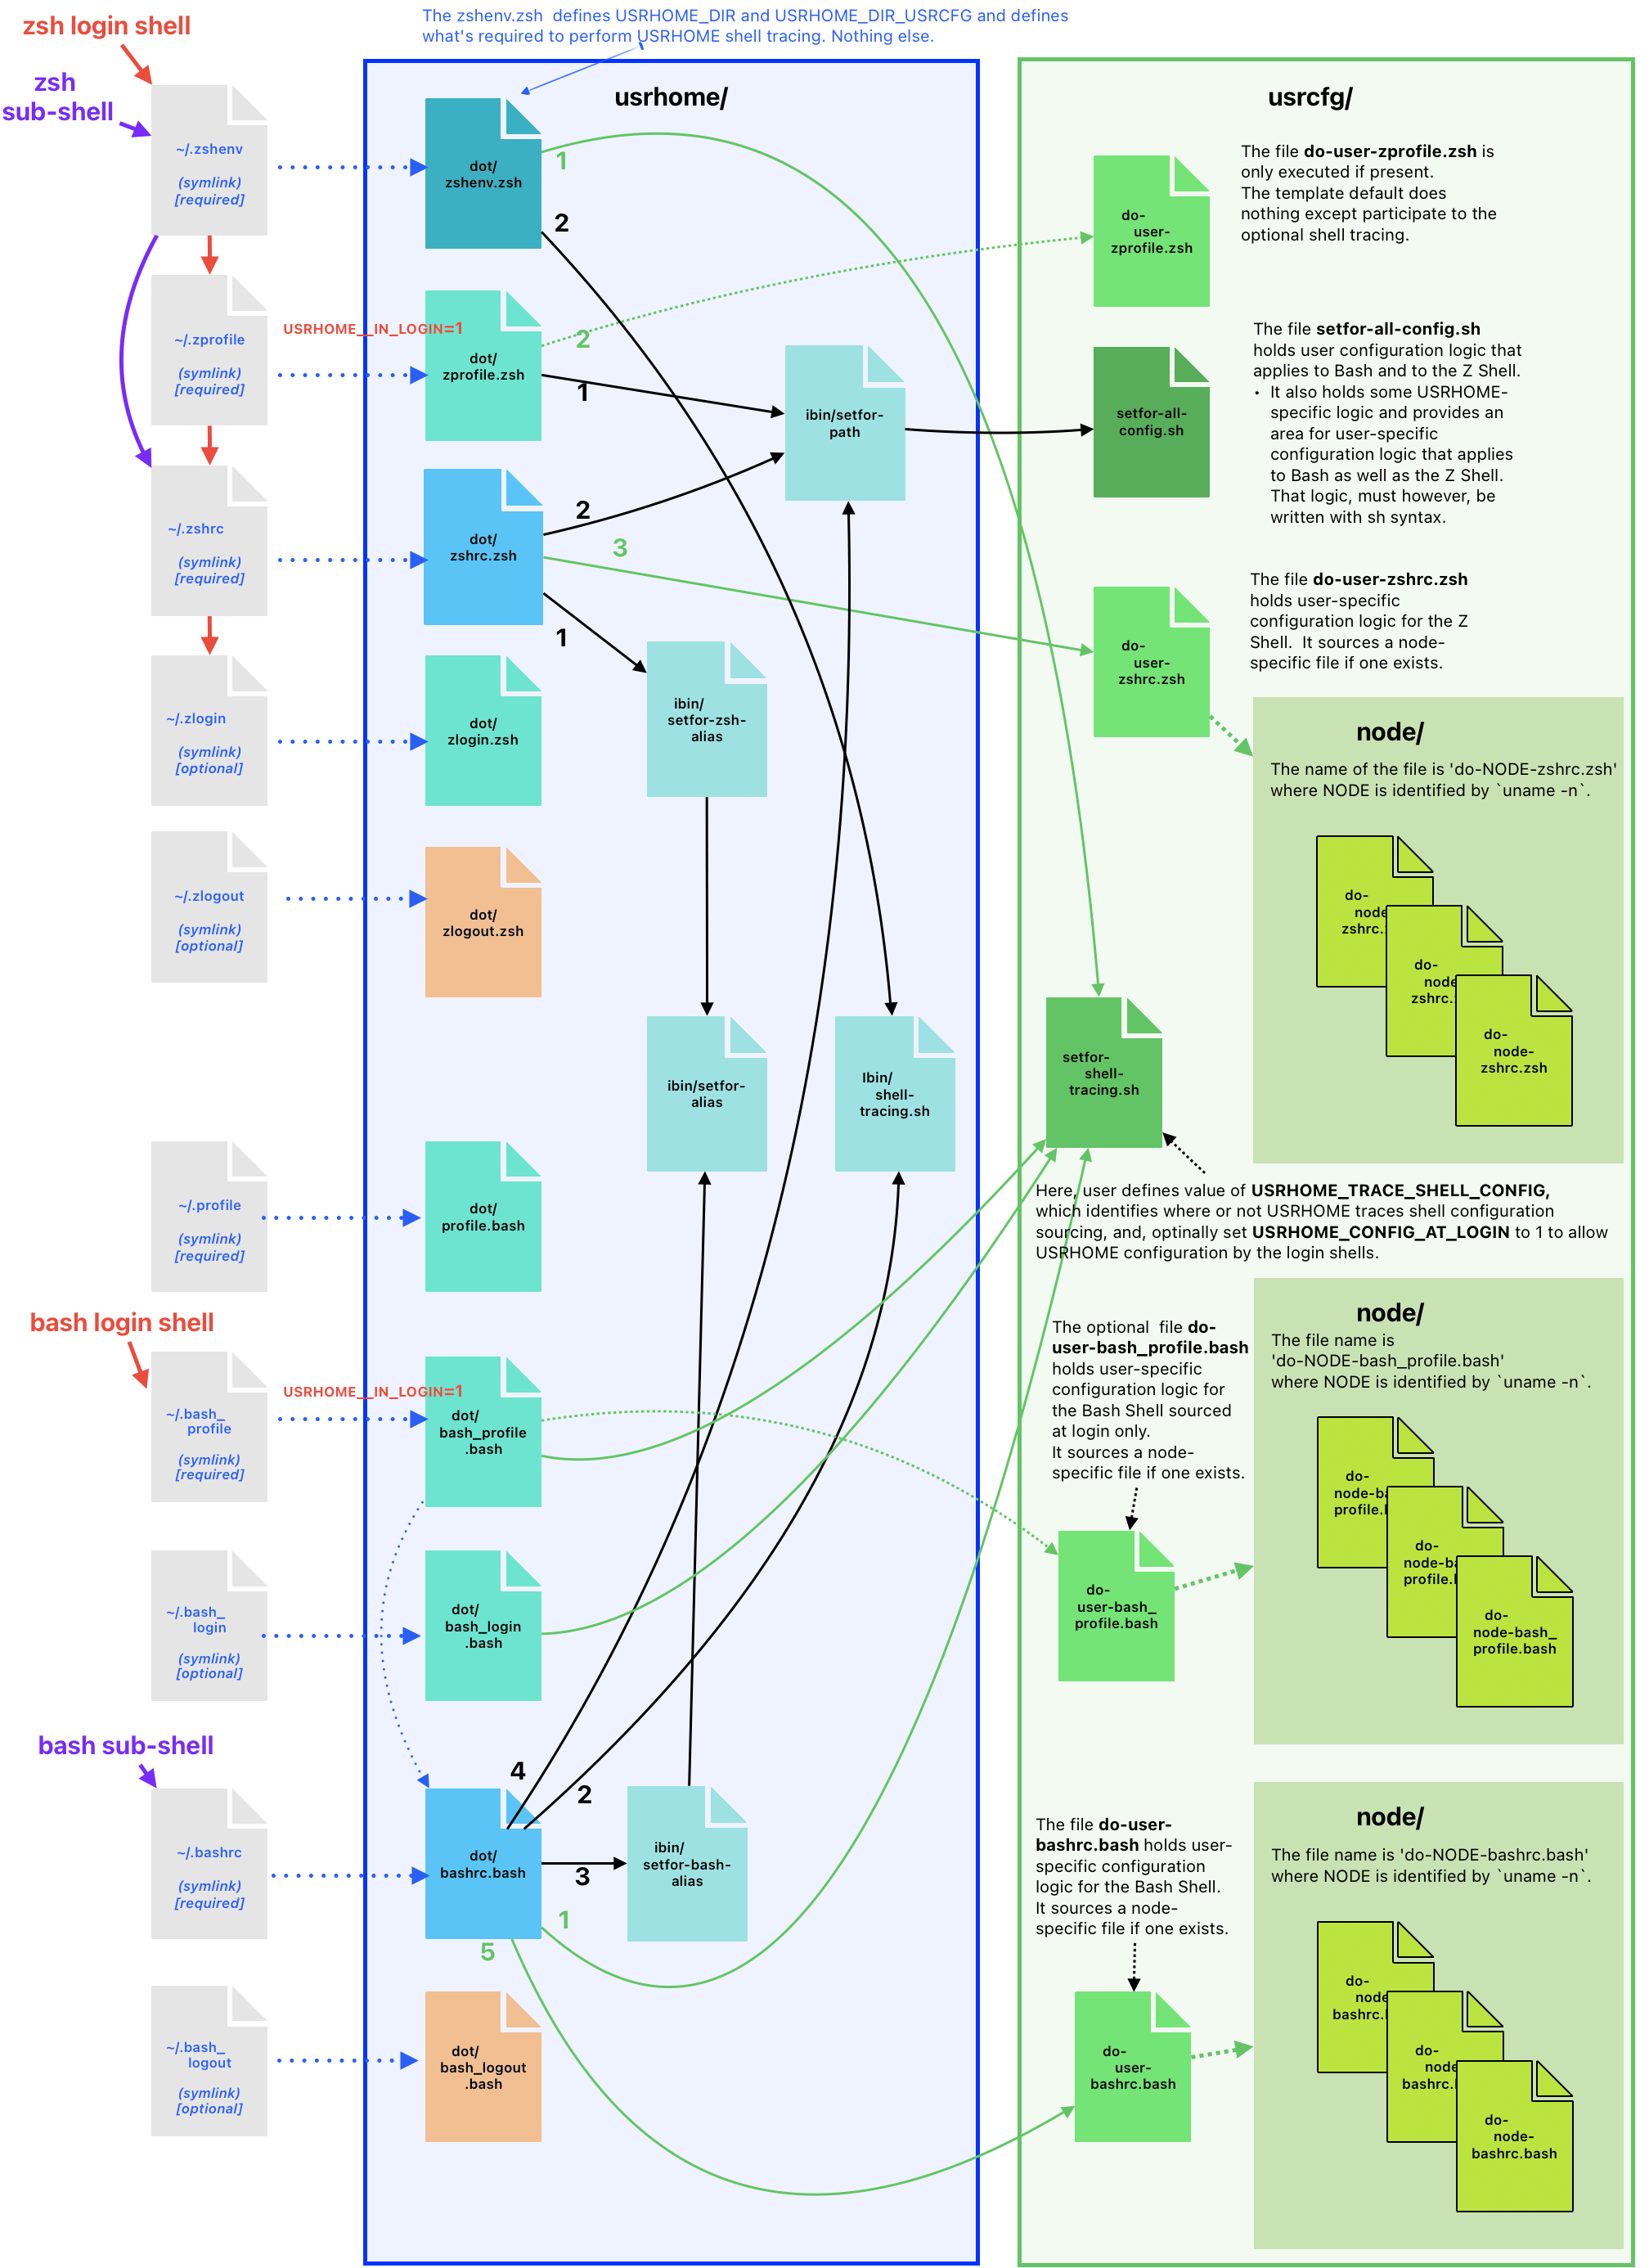 The zshenv.zsh  defines USRHOME_DIR and USRHOME_DIR_USRCFG and defines
what's required to perform USRHOME shell tracing. Nothing else.
zsh login shell
zsh
sub-shell
~/.zshenv
(symlink)
[required]
~/.zprofile
(symlink)
[required]
~/.zshrc
(symlink)
[required]
~/.zlogin
(symlink)
[optional]
~/.zlogout
(symlink)
[optional]
~/.profile
(symlink)
[required]
bash login shell
~/.bash_
profile
(symlink)
[required]
~/.bash_
login
(symlink)
[optional]
bash sub-shell
~/.bashrc
(symlink)
[required]
~/.bash_
logout
(symlink)
[optional]
usrhome/
dot/
zshenv.zsh
1
2
USRHOME__IN_LOGIN=1
dot/
zprofile.zsh
2
1
ibin/setfor-
path
dot/
zshrc.zsh
2
3
1
ibin/
setfor-zsh-
alias
dot/
zlogin.zsh
dot/
zlogout.zsh
ibin/setfor-
alias
Ibin/
shell-
tracing.sh
dot/
profile.bash
USRHOME__IN_LOGIN=1
dot/
bash_profile
.bash
dot/
bash_login
.bash
4
2
dot/
bashrc.bash
3
1
5
ibin/
setfor-bash-
alias
dot/
bash_logout
.bash
usrcfg/
do-
user-
zprofile.zsh
The file do-user-zprofile.zsh is
only executed if present.
The template default does
nothing except participate to the
optional shell tracing.
setfor-all-
config.sh
The file setfor-all-config.sh
holds user configuration logic that
applies to Bash and to the Z Shell.
• It also holds some USRHOME-
specific logic and provides an
area for user-specific
configuration logic that applies
to Bash as well as the Z Shell.
That logic, must however, be
written with sh syntax.
do-
user-
zshrc.zsh
The file do-user-zshrc.zsh
holds user-specific
configuration logic for the Z
Shell.  It sources a node-
specific file if one exists.
node/
The name of the file is 'do-NODE-zshrc.zsh'
where NODE is identified by `uname -n`.
do-
node
zshrc.
do-
node
zshrc.
do-
node-
zshrc.zsh
setfor-
shell-
tracing.sh
Here, user defines value of USRHOME_TRACE_SHELL_CONFIG,
which identifies where or not USRHOME traces shell configuration
sourcing, and, optinally set USRHOME_CONFIG_AT_LOGIN to 1 to allow
USRHOME configuration by the login shells.
The optional  file do-
user-bash_profile.bash
holds user-specific
configuration logic for
the Bash Shell sourced
at login only.
It sources a node-
specific file if one exists.
do-
user-bash_
profile.bash
node/
The file name is
'do-NODE-bash_profile.bash'
where NODE is identified by `uname -n`.
do-
node-ba
profile.
do-
node-ba
profile.
do-
node-bash_
profile.bash
The file do-user-
bashrc.bash holds user-
specific configuration
logic for the Bash Shell.
It sources a node-
specific file if one exists.
do-
user-
bashrc.bash
node/
The file name is 'do-NODE-bashrc.bash'
where NODE is identified by `uname -n`.
do-
node
bashrc.
do-
node
bashrc.
do-
node-
bashrc.bash